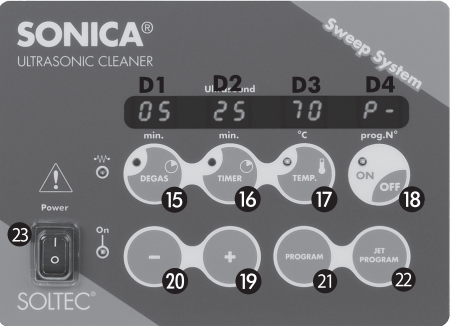 SONICA®
ULTRASONIC CLEANER
Sweep System
D1 D2 D3 D4
Ultrasound
05 25 70 P-
min. min. °C prog.N°
DEGAS TIMER TEMP. ON OFF
15 16 17 18
Power
23
On
I
O
- + PROGRAM JET PROGRAM
20 19 21 22
SOLTEC®